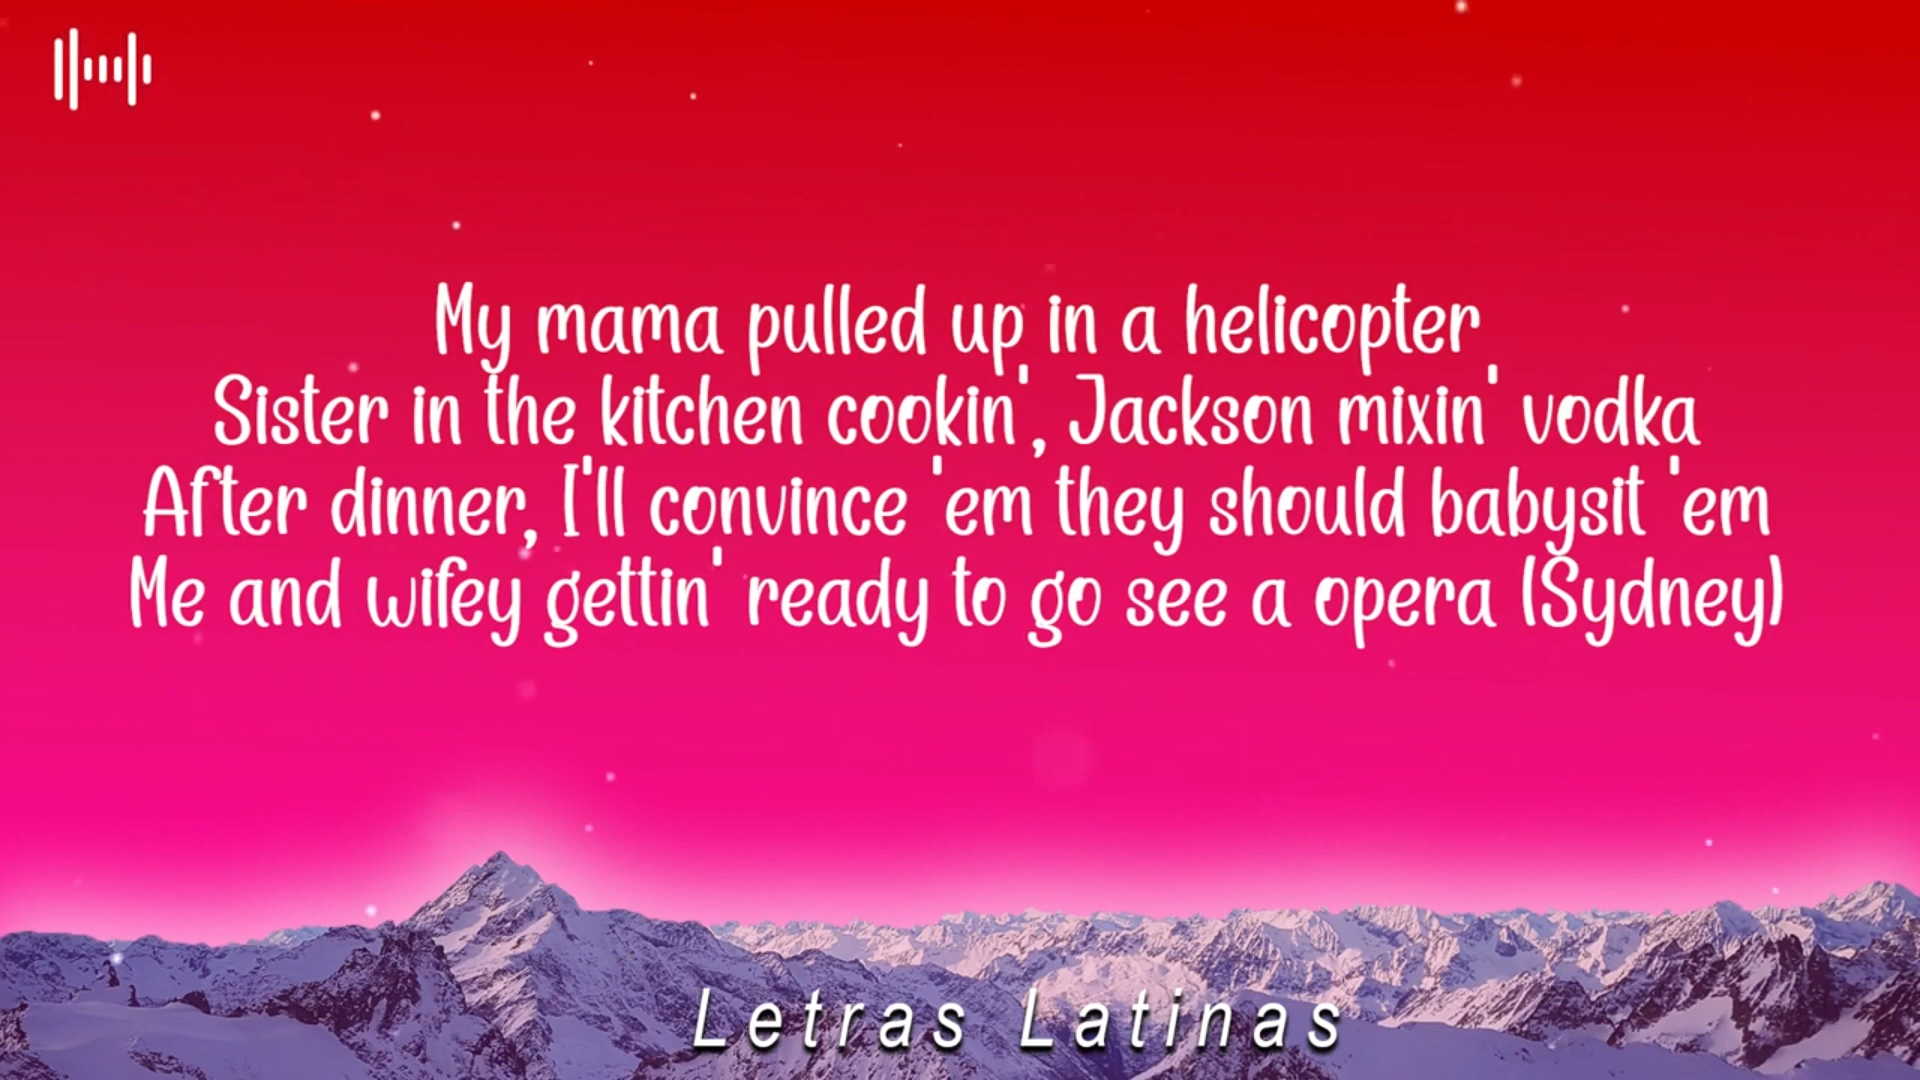 My mama pulled up in a helicopter
Sister in the kitchen cookin', Jackson mixin' vodka
After dinner, I'll convince 'em they should babysit 'em
Me and wifey gettin' ready to go see a opera (Sydney)
Letras Latinas